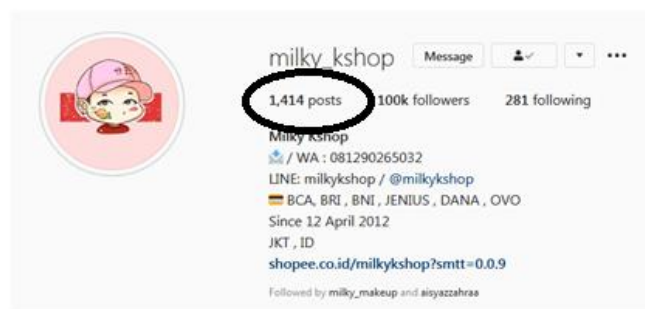 milky_kshop Message
1,414 posts 100k followers 281 following
Milky Kshop
/ WA : 081290265032
LINE: milkykshop / @milkykshop
BCA, BRI , BNI , JENIUS , DANA , OVO
Since 12 April 2012
JKT , ID
shopee.co.id/milkykshop?smtt=0.0.9
Followed by milky_makeup and aisyazzahraa